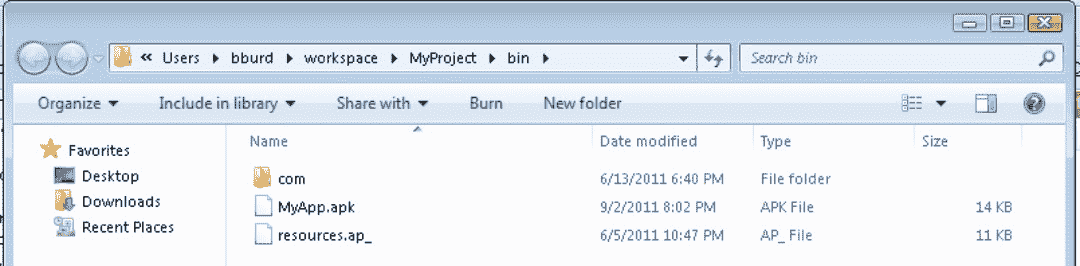 « Users ▸ bburd ▸ workspace ▸ MyProject ▸ bin ▸
Search bin
Organize Include in library Share with Burn New folder
Name Date modified Type Size
Favorites
Desktop
Downloads
Recent Places
com 6/13/2011 6:40 PM File folder
MyApp.apk 9/2/2011 8:02 PM APK File 14 KB
resources.ap_ 6/5/2011 10:47 PM AP_ File 11 KB